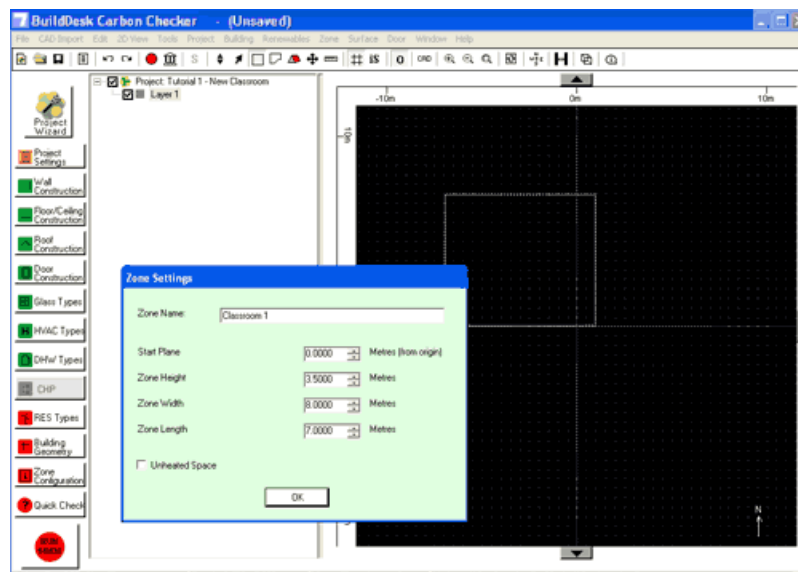 BuildDesk Carbon Checker - (Unsaved)
File CAD Import Edit 2D View Tools Project Building Renewables Zone Surface Door Window Help
Project: Tutorial 1 - New Classroom
Layer 1
-10m 0m 10m
10m
Project
Wizard
Project
Settings
Wall
Construction
Floor/Ceiling
Construction
Roof
Construction
Door
Construction
Glass Types
HVAC Types
DHW Types
CHP
RES Types
Building
Geometry
Zone
Configuration
Quick Check
Zone Settings
Zone Name: Classroom 1
Start Plane 0.0000 Metres (from origin)
Zone Height 3.5000 Metres
Zone Width 8.0000 Metres
Zone Length 7.0000 Metres
Unheated Space
OK
N